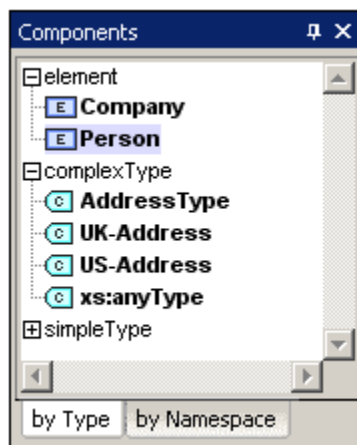 Components
element
E Company
E Person
complexType
C AddressType
C UK-Address
C US-Address
C xs:anyType
simpleType
by Type by Namespace